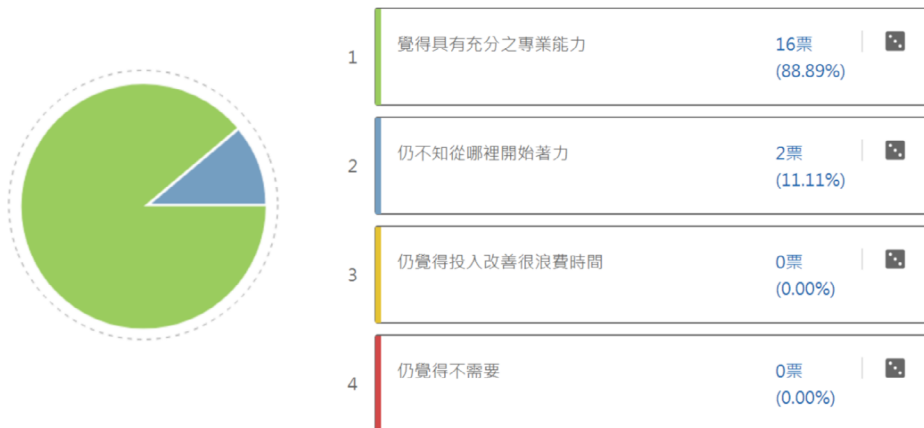 1
覺得具有充分之專業能力
16票
(88.89%)
2
仍不知從哪裡開始著力
2票
(11.11%)
3
仍覺得投入改善很浪費時間
0票
(0.00%)
4
仍覺得不需要
0票
(0.00%)